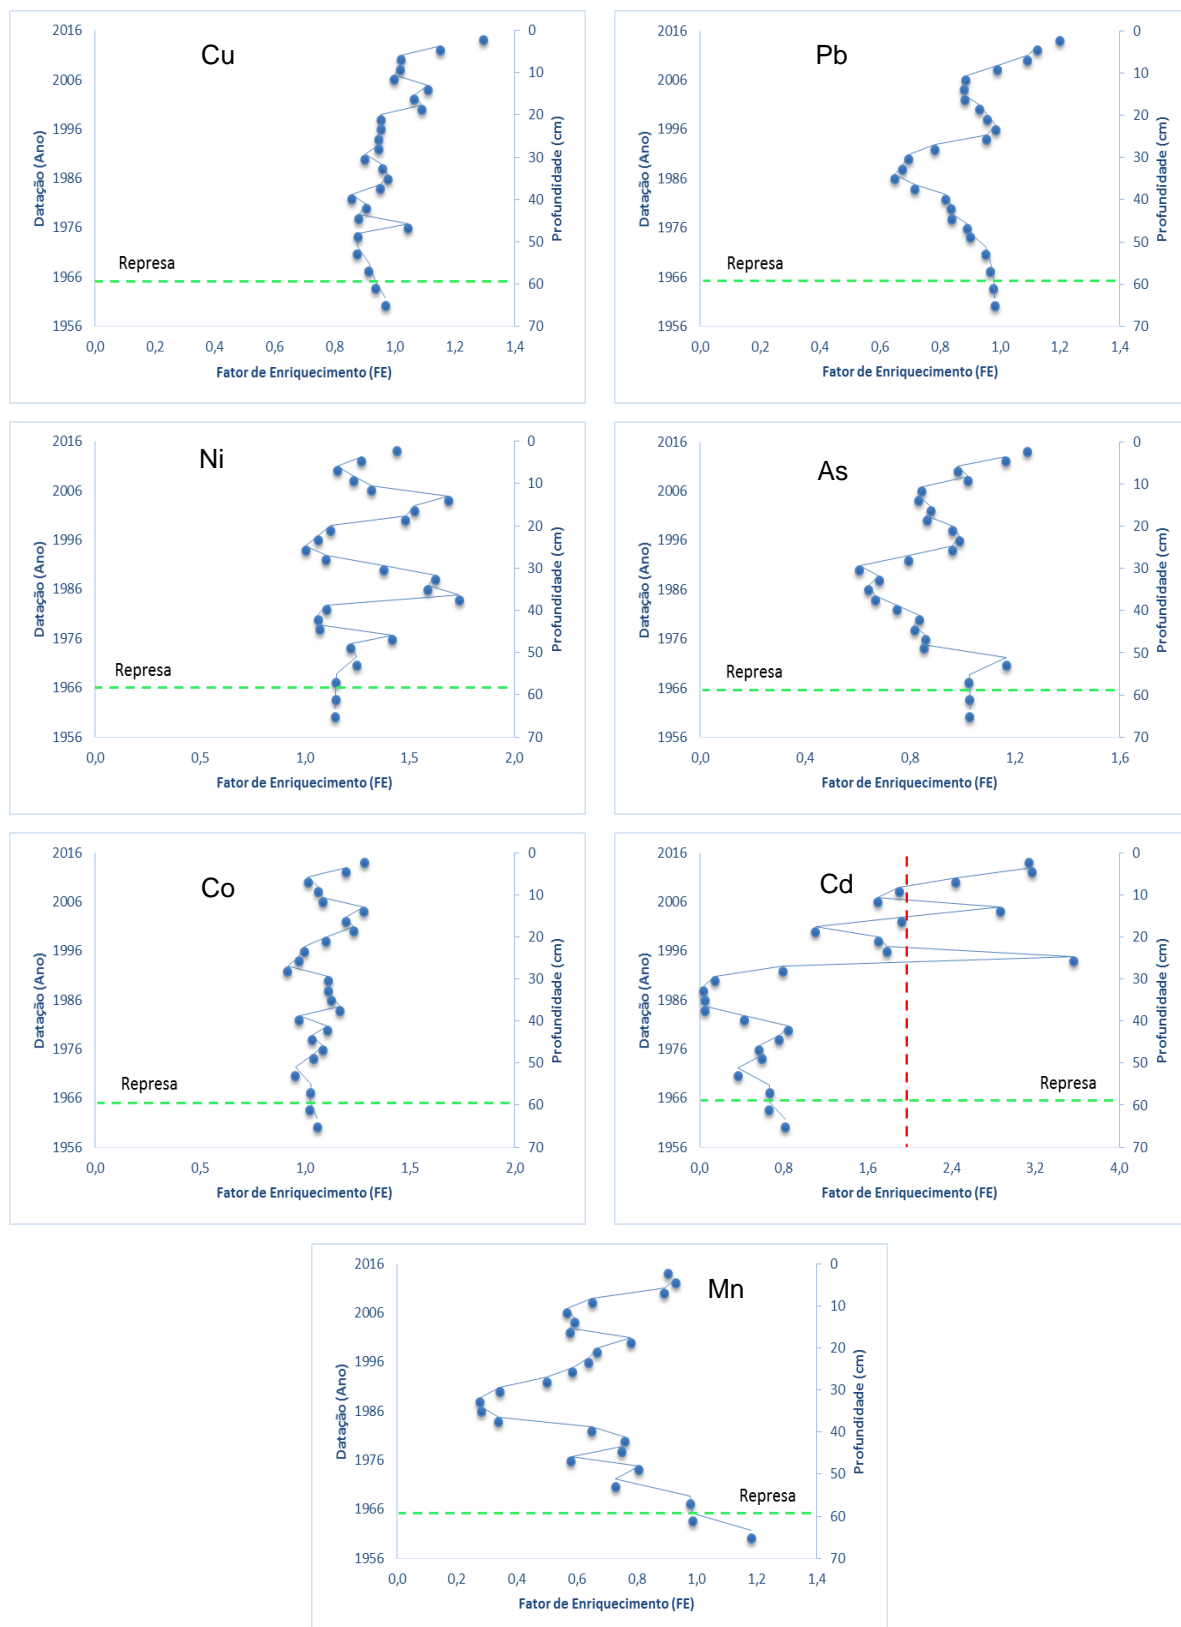 Cu
2016
2006
1996
1986
1976
1966
1956
Datação (Ano)
0
10
20
30
40
50
60
70
Profundidade (cm)
Represa
0,0 0,2 0,4 0,6 0,8 1,0 1,2 1,4
Fator de Enriquecimento (FE)
Pb
2016
2006
1996
1986
1976
1966
1956
Datação (Ano)
0
10
20
30
40
50
60
70
Profundidade (cm)
Represa
0,0 0,2 0,4 0,6 0,8 1,0 1,2 1,4
Fator de Enriquecimento (FE)
Ni
2016
2006
1996
1986
1976
1966
1956
Datação (Ano)
0
10
20
30
40
50
60
70
Profundidade (cm)
Represa
0,0 0,5 1,0 1,5 2,0
Fator de Enriquecimento (FE)
As
2016
2006
1996
1986
1976
1966
1956
Datação (Ano)
0
10
20
30
40
50
60
70
Profundidade (cm)
Represa
0,0 0,4 0,8 1,2 1,6
Fator de Enriquecimento (FE)
Co
2016
2006
1996
1986
1976
1966
1956
Datação (Ano)
0
10
20
30
40
50
60
70
Profundidade (cm)
Represa
0,0 0,5 1,0 1,5 2,0
Fator de Enriquecimento (FE)
Cd
2016
2006
1996
1986
1976
1966
1956
Datação (Ano)
0
10
20
30
40
50
60
70
Profundidade (cm)
Represa
0,0 0,8 1,6 2,4 3,2 4,0
Fator de Enriquecimento (FE)
Mn
2016
2006
1996
1986
1976
1966
1956
Datação (Ano)
0
10
20
30
40
50
60
70
Profundidade (cm)
Represa
0,0 0,2 0,4 0,6 0,8 1,0 1,2 1,4
Fator de Enriquecimento (FE)